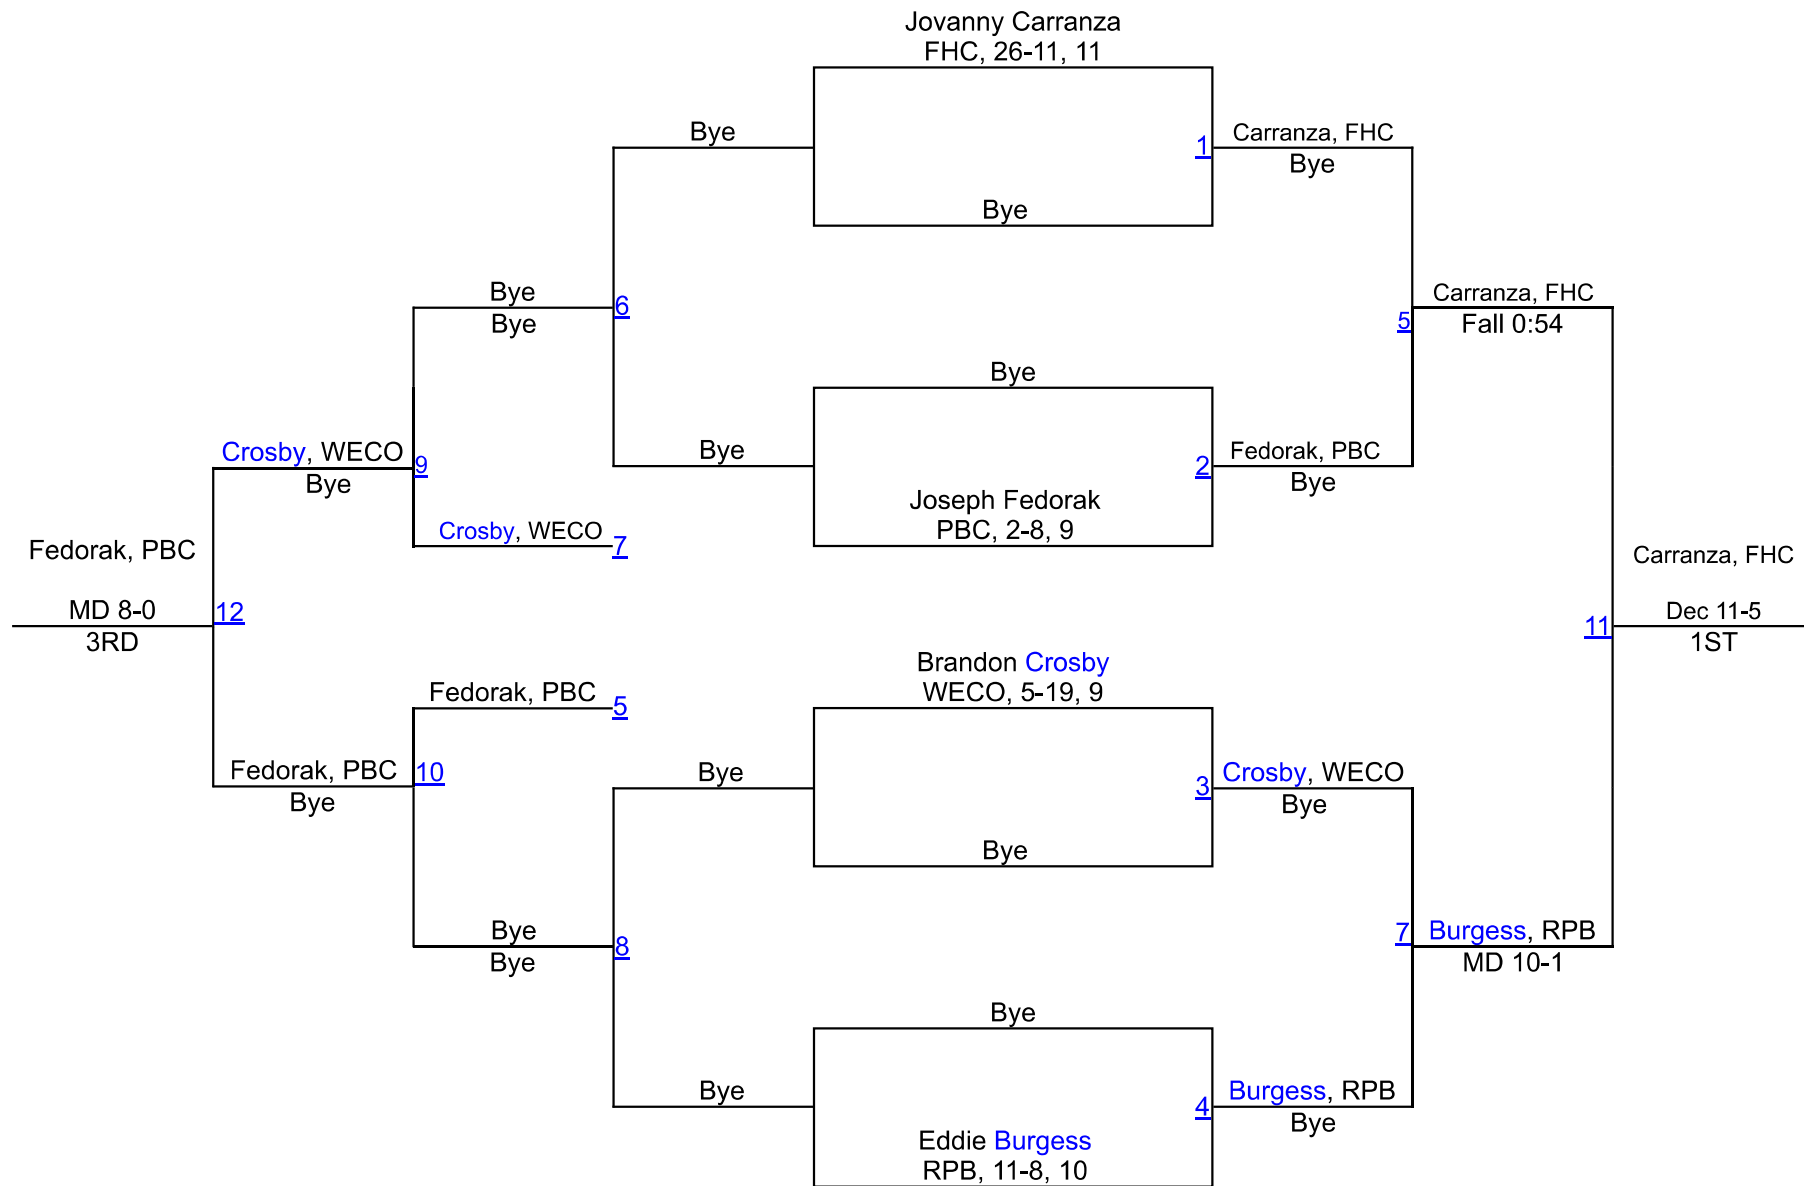 Jovanny Carranza
FHC, 26-11, 11
Bye
1
Carranza, FHC
Bye
Bye
Bye
Bye
6
Carranza, FHC
5
Fall 0:54
Bye
Crosby, WECO
Bye
9
Bye
2
Fedorak, PBC
Bye
Joseph Fedorak
PBC, 2-8, 9
Crosby, WECO
7
Fedorak, PBC
MD 8-0
12
3RD
Carranza, FHC
Dec 11-5
11
1ST
Brandon Crosby
WECO, 5-19, 9
Fedorak, PBC
5
Fedorak, PBC
10
Bye
Bye
3
Crosby, WECO
Bye
Bye
Bye
Bye
8
7
Burgess, RPB
MD 10-1
Bye
Bye
4
Burgess, RPB
Bye
Eddie Burgess
RPB, 11-8, 10